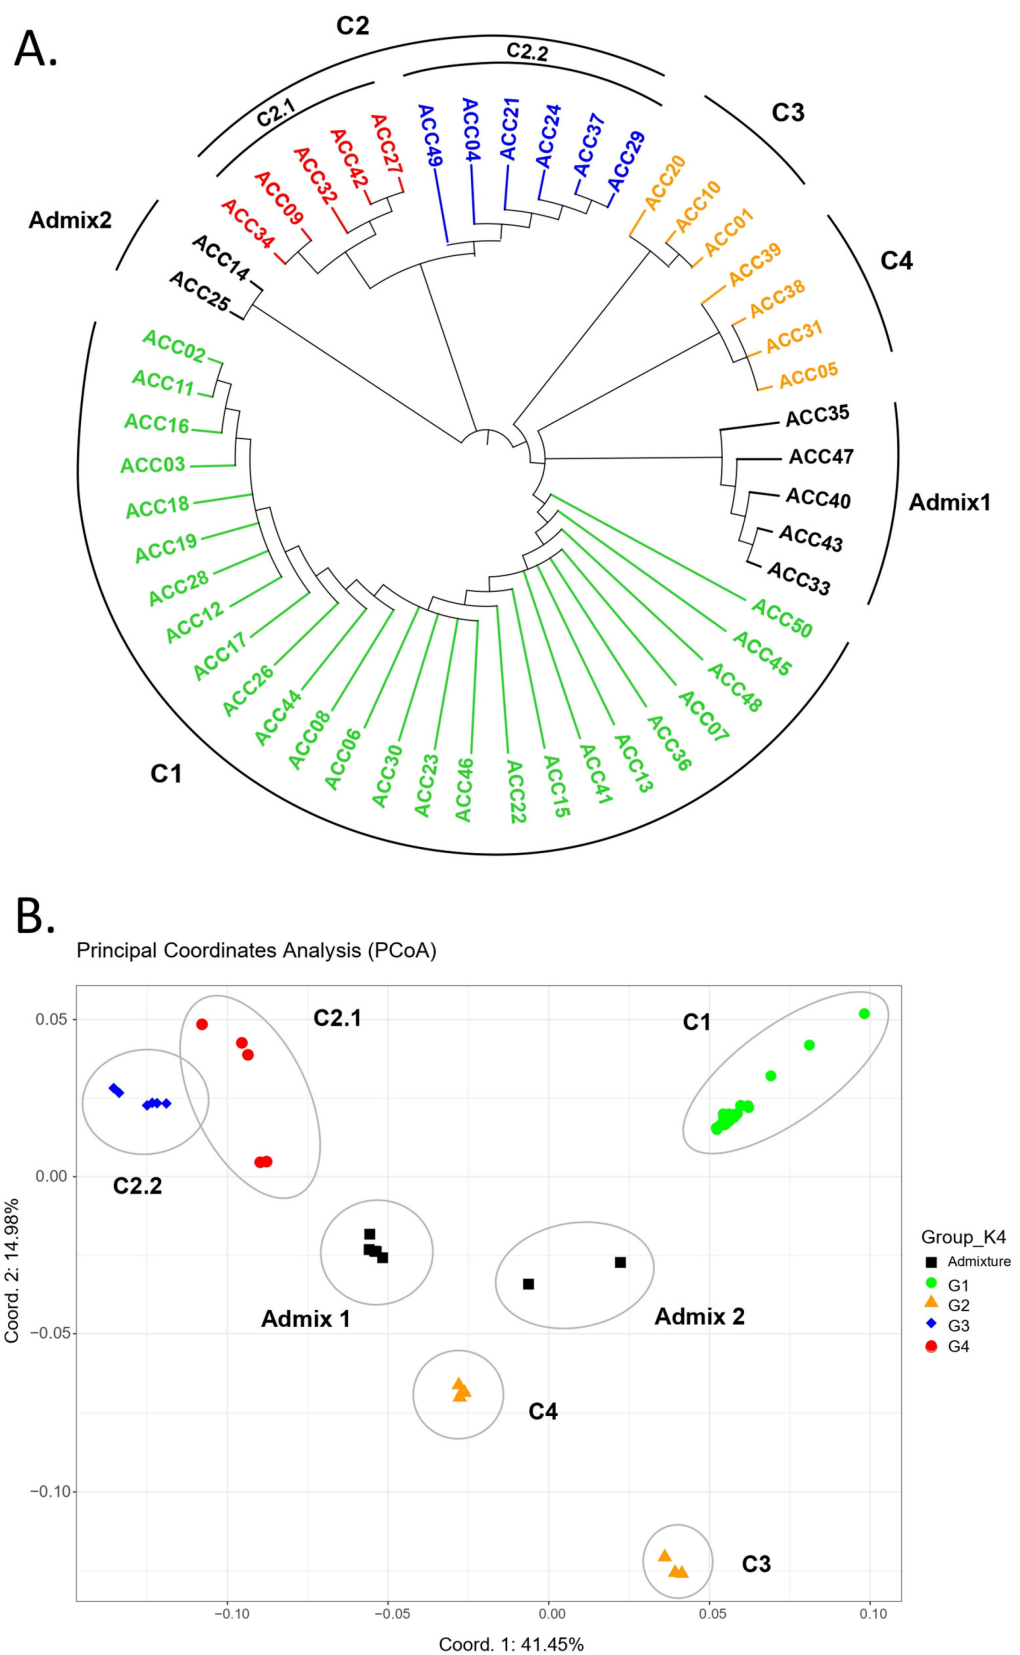 A.
C2
C2.2
C2.1
C3
C4
Admix2
Admix1
C1
ACC34
ACC09
ACC32
ACC42
ACC27
ACC49
ACC04
ACC21
ACC24
ACC37
ACC29
ACC20
ACC10
ACC01
ACC39
ACC38
ACC31
ACC05
ACC35
ACC47
ACC40
ACC43
ACC33
ACC50
ACC45
ACC48
ACC07
ACC36
ACC13
ACC41
ACC15
ACC22
ACC46
ACC23
ACC30
ACC06
ACC08
ACC44
ACC26
ACC17
ACC12
ACC28
ACC19
ACC18
ACC03
ACC16
ACC11
ACC02
ACC25
ACC14
B.
Principal Coordinates Analysis (PCoA)
C2.1
C1
C2.2
Admix 1
Admix 2
C4
C3
0.05
0.00
−0.05
−0.10
Coord. 2: 14.98%
−0.10
−0.05
0.00
0.05
0.10
Coord. 1: 41.45%
Group_K4
Admixture
G1
G2
G3
G4